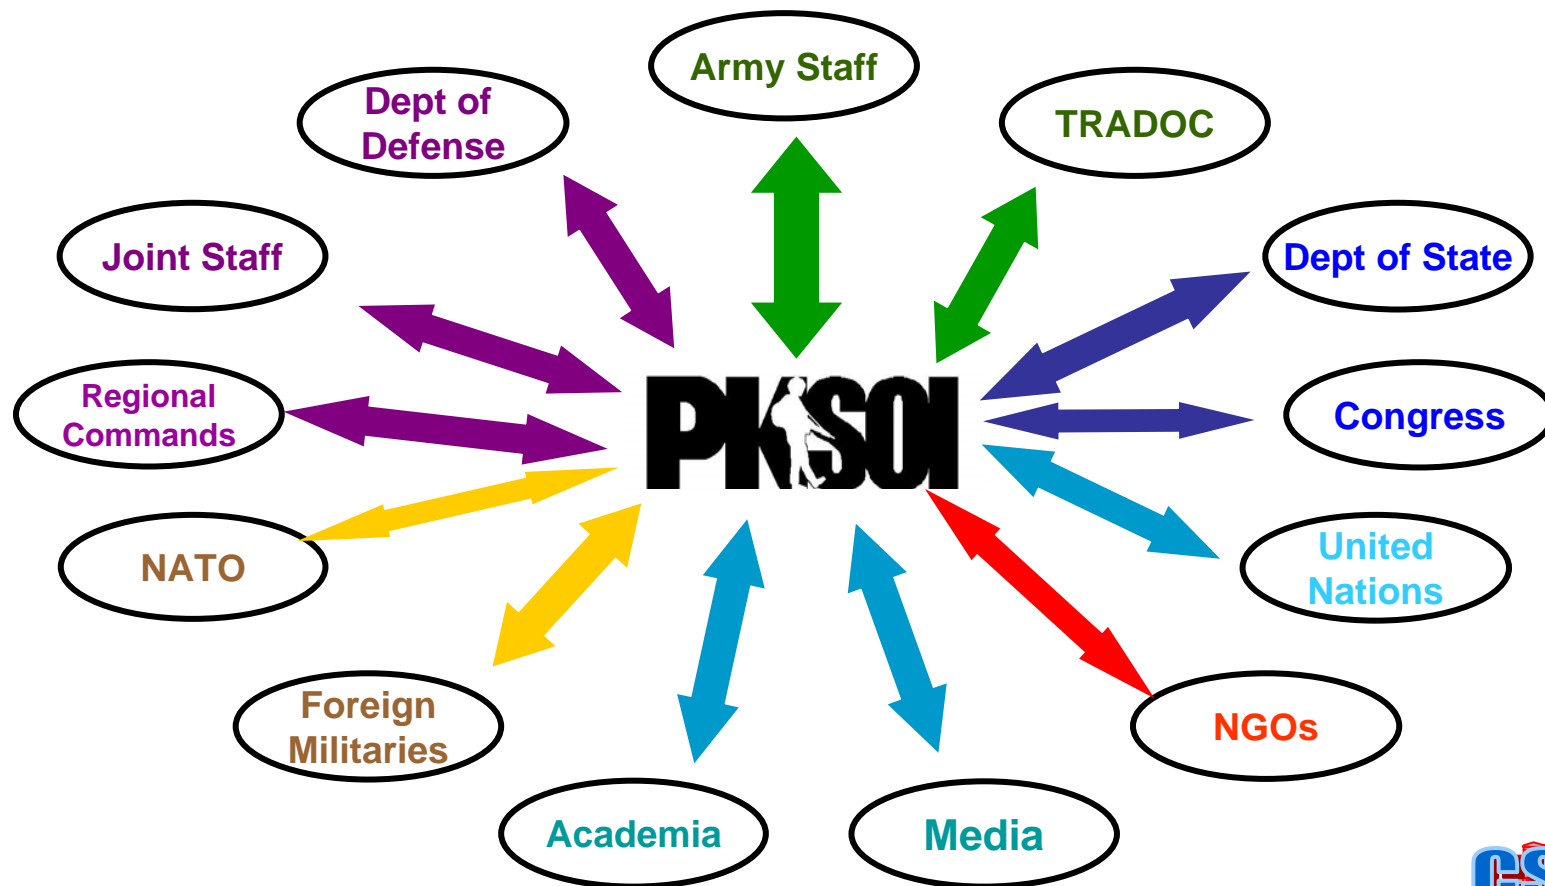 Army Staff
Dept of
Defense
TRADOC
Joint Staff
Dept of State
Regional
Commands
PKSOI
Congress
NATO
United
Nations
Foreign
Militaries
NGOs
Academia
Media